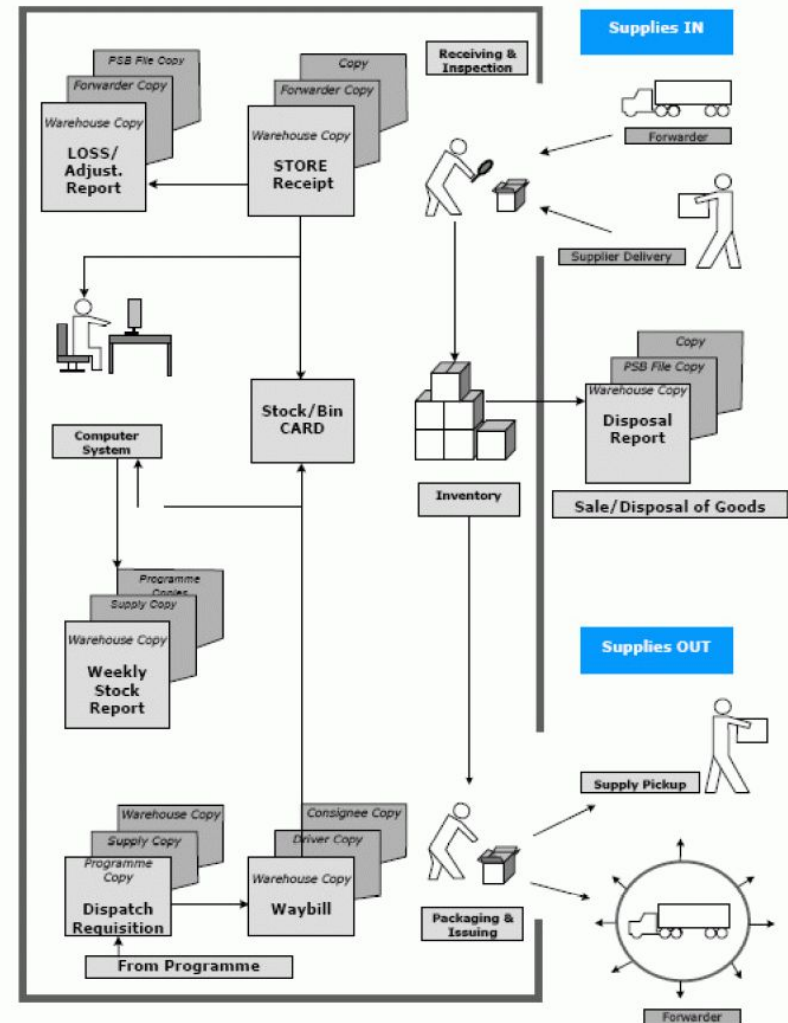 Supplies IN
Receiving &
Inspection
PSB File Copy
Forwarder Copy
Warehouse Copy
LOSS/
Adjust.
Report
Copy
Forwarder Copy
Warehouse Copy
STORE
Receipt
Forwarder
Supplier Delivery
Stock/Bin
CARD
Computer
System
Inventory
Copy
PSB File Copy
Warehouse Copy
Disposal
Report
Sale/Disposal of Goods
Programme
Copies
Supply Copy
Warehouse Copy
Weekly
Stock
Report
Supplies OUT
Supply Pickup
Warehouse Copy
Supply Copy
Programme
Copy
Dispatch
Requisition
Consignee Copy
Driver Copy
Warehouse Copy
Waybill
Packaging &
Issuing
From Programme
Forwarder